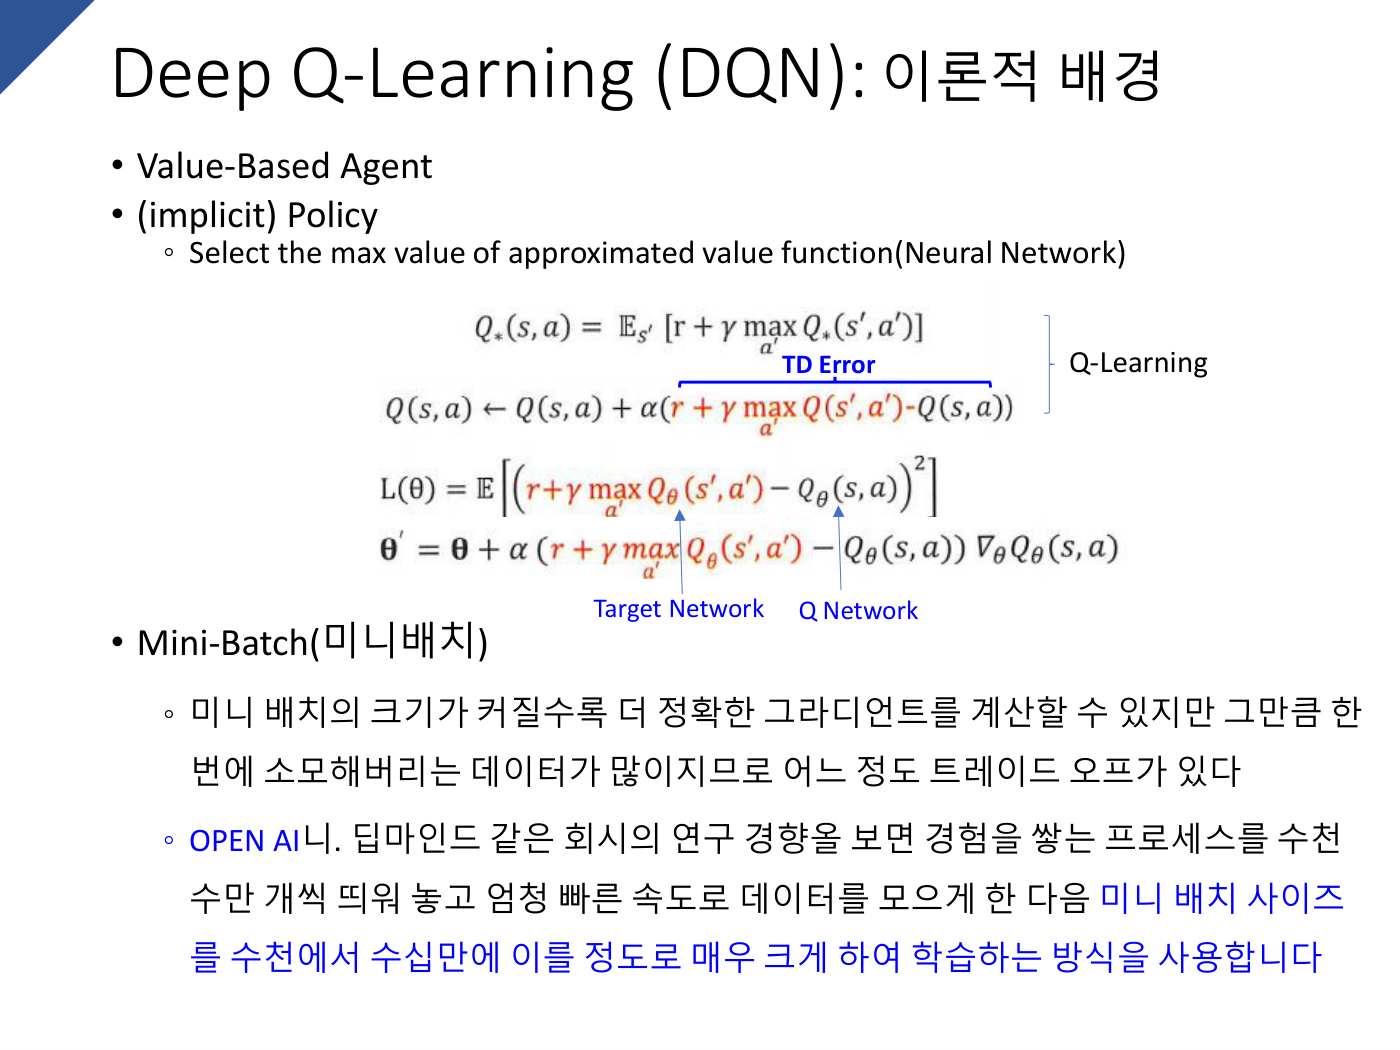 Deep Q-Learning (DQN): 이론적 배경
• Value-Based Agent
• (implicit) Policy
◦ Select the max value of approximated value function(Neural Network)
Q∗(s, a) = 𝔼s′ [r + γ max a′ Q∗(s′, a′)]
TD Error
Q-Learning
Q(s, a) ← Q(s, a) + α(r + γ max a′ Q(s′, a′)-Q(s, a))
L(θ) = 𝔼[(r+γ max a′ Qθ(s′, a′) − Qθ(s, a))²]
θ′ = θ + α (r + γ max a′ Qθ(s′, a′) − Qθ(s, a)) ∇θQθ(s, a)
Target Network Q Network
• Mini-Batch(미니배치)
◦ 미니 배치의 크기가 커질수록 더 정확한 그라디언트를 계산할 수 있지만 그만큼 한
번에 소모해버리는 데이터가 많이지므로 어느 정도 트레이드 오프가 있다
◦ OPEN AI니. 딥마인드 같은 회시의 연구 경향올 보면 경험을 쌓는 프로세스를 수천
수만 개씩 띄워 놓고 엄청 빠른 속도로 데이터를 모으게 한 다음 미니 배치 사이즈
를 수천에서 수십만에 이를 정도로 매우 크게 하여 학습하는 방식을 사용합니다